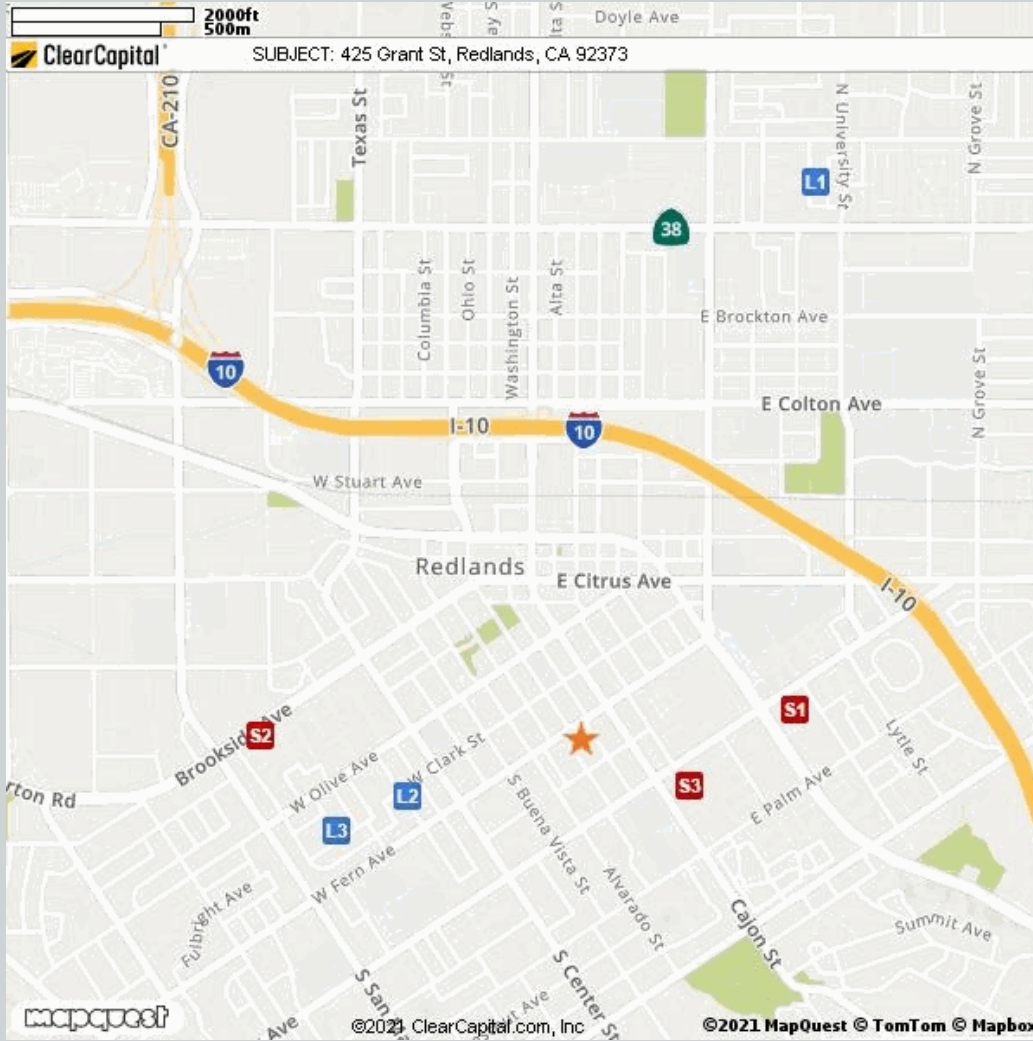 2000ft
500m
Doyle Ave
ClearCapital
SUBJECT: 425 Grant St, Redlands, CA 92373
CA-210
Texas St
N University St
N Grove St
L1
38
Columbia St
Ohio St
Washington St
Alta St
E Brockton Ave
10
I-10
10
E Colton Ave
N Grove St
W Stuart Ave
Redlands
E Citrus Ave
I-10
S1
S2
Brookside Ave
W Olive Ave
W Clark St
Lytle St
S3
L2
L3
E Palm Ave
S Buena Vista St
W Fern Ave
Alvarado St
Fulbright Ave
Cajon St
Summit Ave
S Center St
Ave
mapquest
©2021 ClearCapital.com, Inc
©2021 MapQuest © TomTom © Mapbox